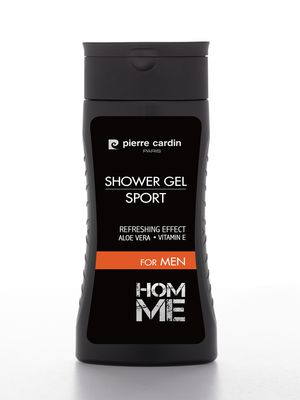 pierre cardin
PARIS
SHOWER GEL
SPORT
REFRESHING EFFECT
ALOE VERA • VITAMIN E
FOR MEN
HOM
ME